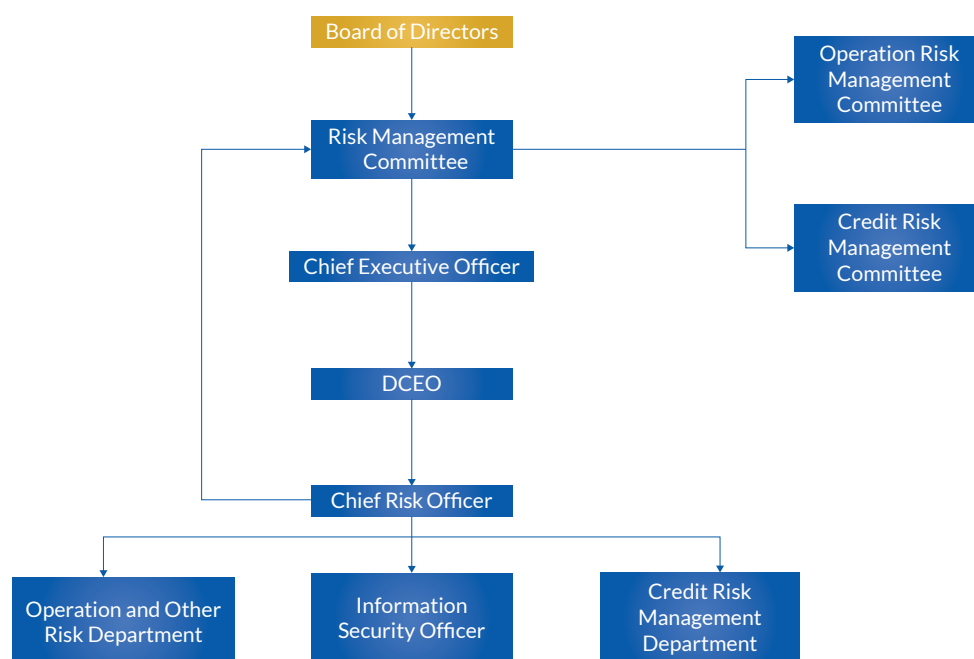 Board of Directors
Operation Risk
Management
Committee
Risk Management
Committee
Credit Risk
Management
Committee
Chief Executive Officer
DCEO
Chief Risk Officer
Operation and Other
Risk Department
Information
Security Officer
Credit Risk
Management
Department